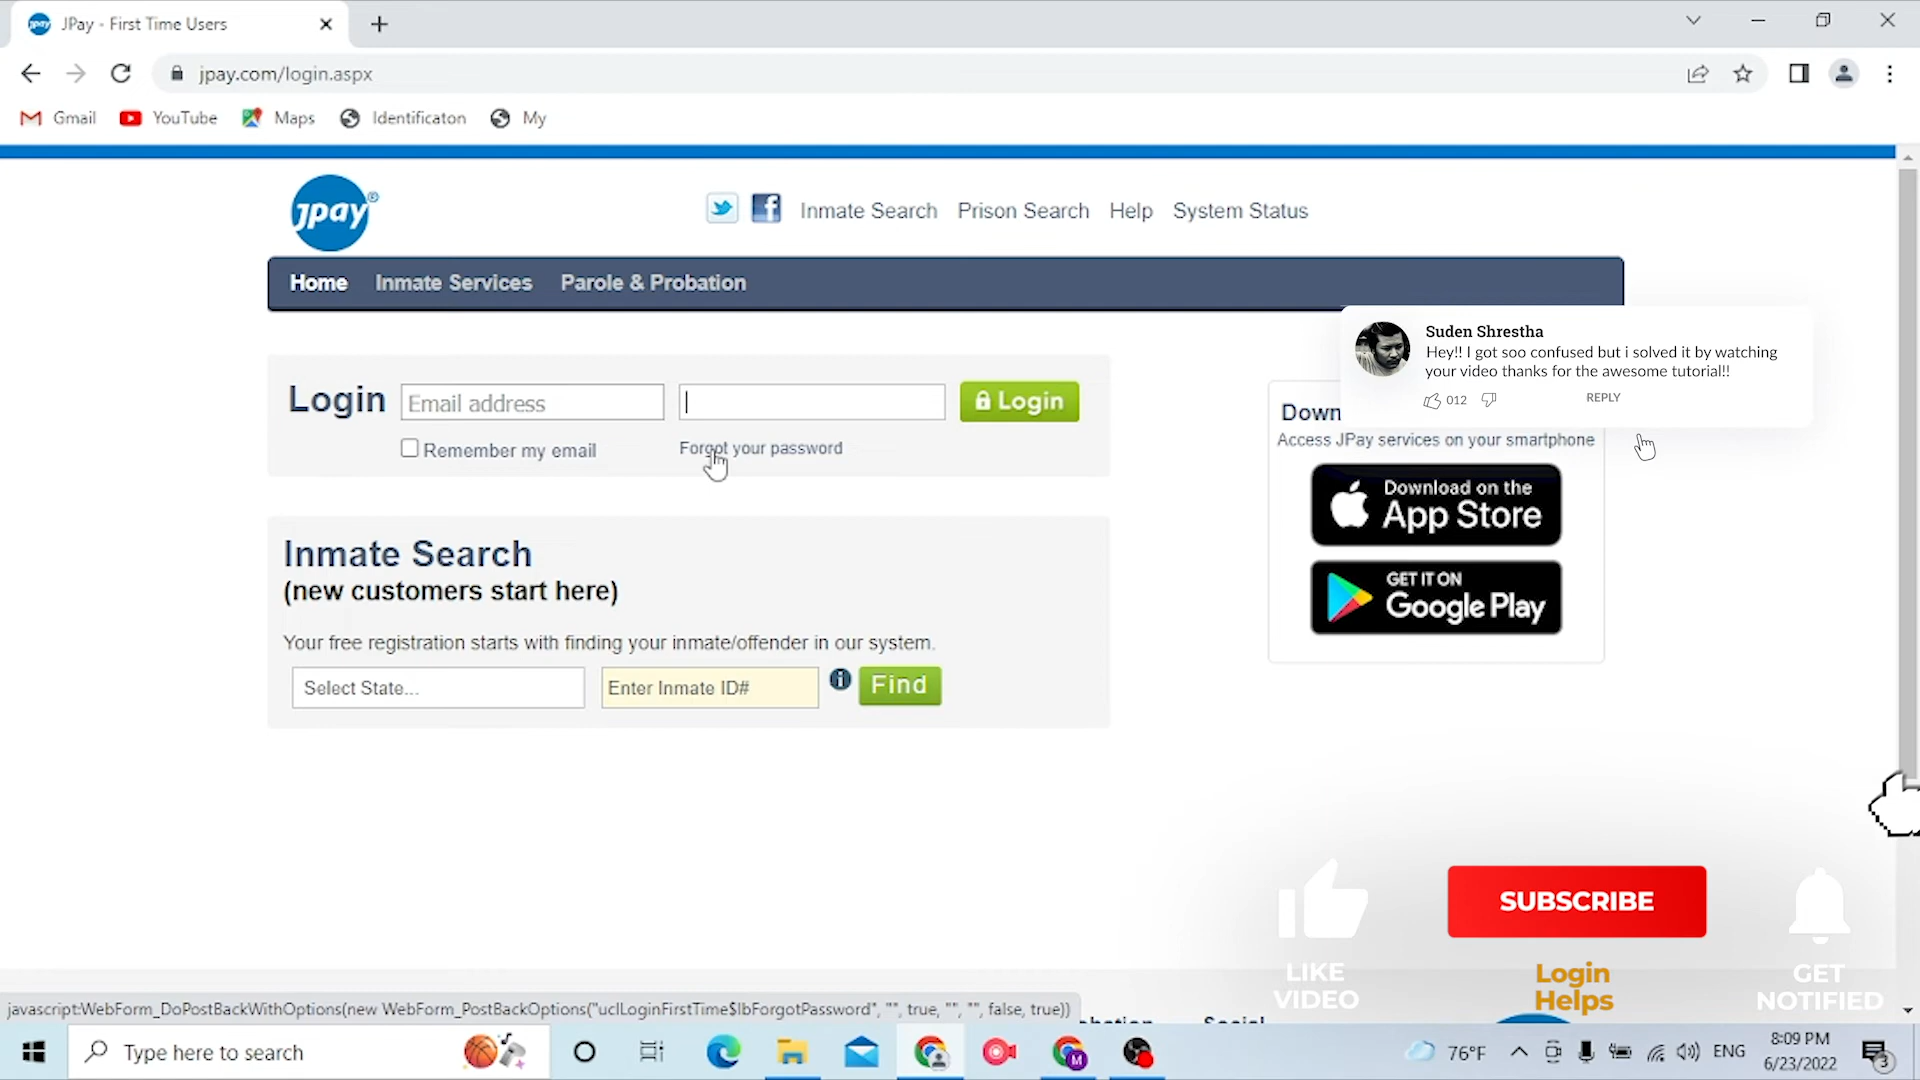 jpay JPay - First Time Users
jpay.com/login.aspx
Gmail YouTube Maps Identificaton My
jpay®
Inmate Search Prison Search Help System Status
Home Inmate Services Parole & Probation
Suden Shrestha
Hey!! I got soo confused but i solved it by watching
your video thanks for the awesome tutorial!!
012 REPLY
Login Email address Login
Remember my email Forgot your password
Down
Access JPay services on your smartphone
Download on the
App Store
GET IT ON
Google Play
Inmate Search
(new customers start here)
Your free registration starts with finding your inmate/offender in our system.
Select State... Enter Inmate ID# Find
SUBSCRIBE
LIKE
VIDEO
Login
Helps
GET
NOTIFIED
javascript:WebForm_DoPostBackWithOptions(new WebForm_PostBackOptions("uclLoginFirstTime$lbForgotPassword", "", true, "", "", false, true))
Type here to search
M
76°F ENG
8:09 PM
6/23/2022
3